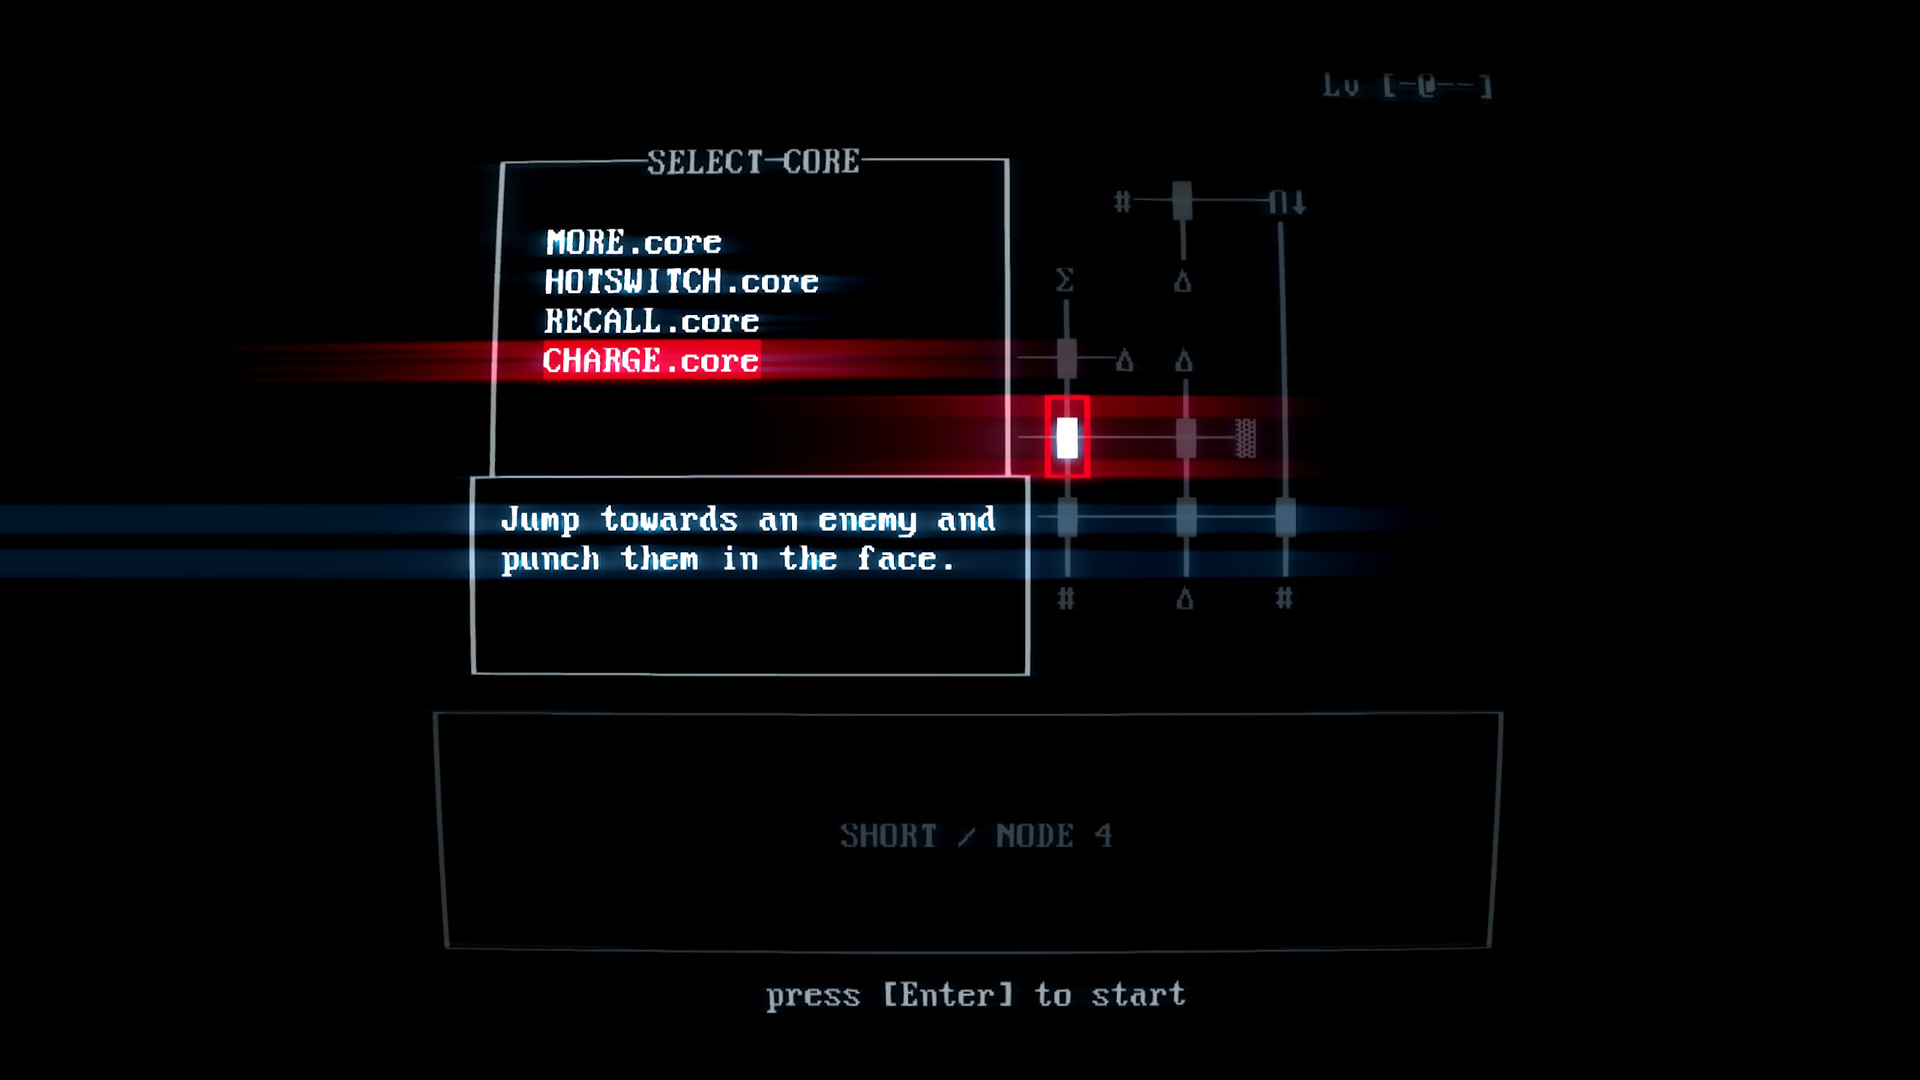 Lv [-@--]
SELECT CORE
MORE.core
HOTSWITCH.core
RECALL.core
CHARGE.core
Jump towards an enemy and
punch them in the face.
# ∩↓
Σ Δ
Δ Δ
# Δ #
SHORT / NODE 4
press [Enter] to start